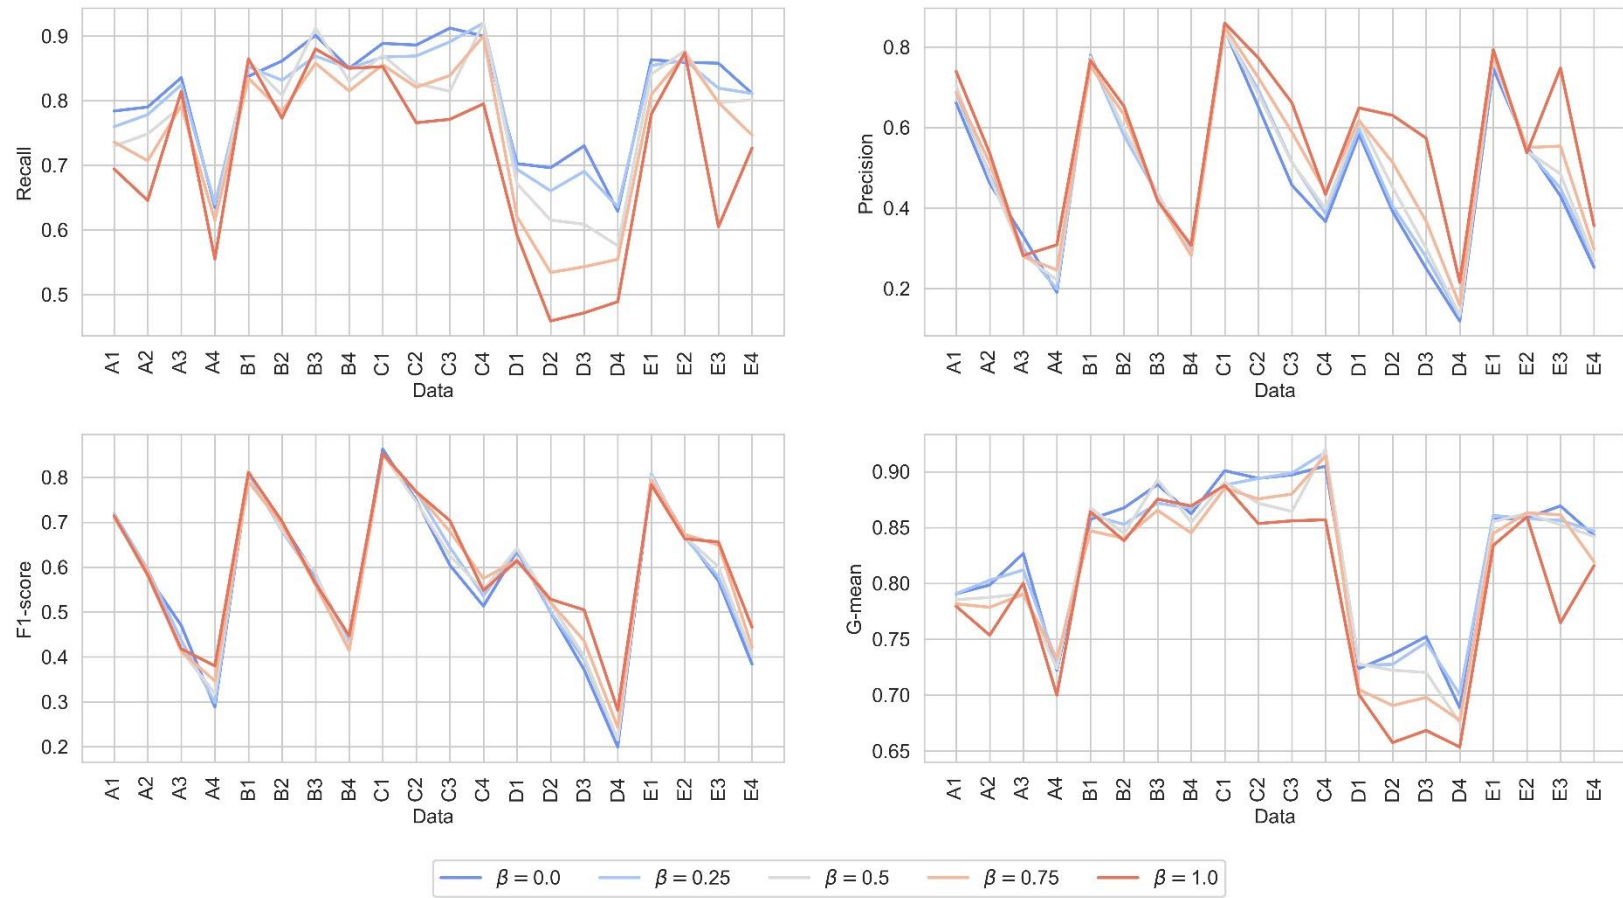 Recall
0.9
0.8
0.7
0.6
0.5
A1 A2 A3 A4 B1 B2 B3 B4 C1 C2 C3 C4 D1 D2 D3 D4 E1 E2 E3 E4
Data
Precision
0.8
0.6
0.4
0.2
A1 A2 A3 A4 B1 B2 B3 B4 C1 C2 C3 C4 D1 D2 D3 D4 E1 E2 E3 E4
Data
F1-score
0.8
0.7
0.6
0.5
0.4
0.3
0.2
A1 A2 A3 A4 B1 B2 B3 B4 C1 C2 C3 C4 D1 D2 D3 D4 E1 E2 E3 E4
Data
G-mean
0.90
0.85
0.80
0.75
0.70
0.65
A1 A2 A3 A4 B1 B2 B3 B4 C1 C2 C3 C4 D1 D2 D3 D4 E1 E2 E3 E4
Data
β = 0.0 β = 0.25 β = 0.5 β = 0.75 β = 1.0